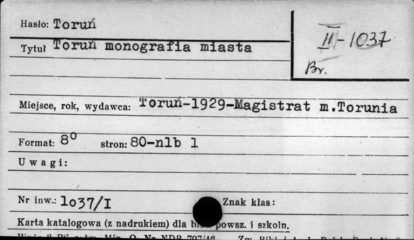 Hasło: Toruń
II-1037
Tytuł Toruń monografia miasta
Br.
Miejsce, rok, wydawca: Toruń-1929-Magistrat m.Torunia
Format: 8° stron: 80-nlb 1
Uwagi:
Nr inw.: 1037/I Znak klas:
Karta katalogowa (z nadrukiem) dla powsz. i szkoln.